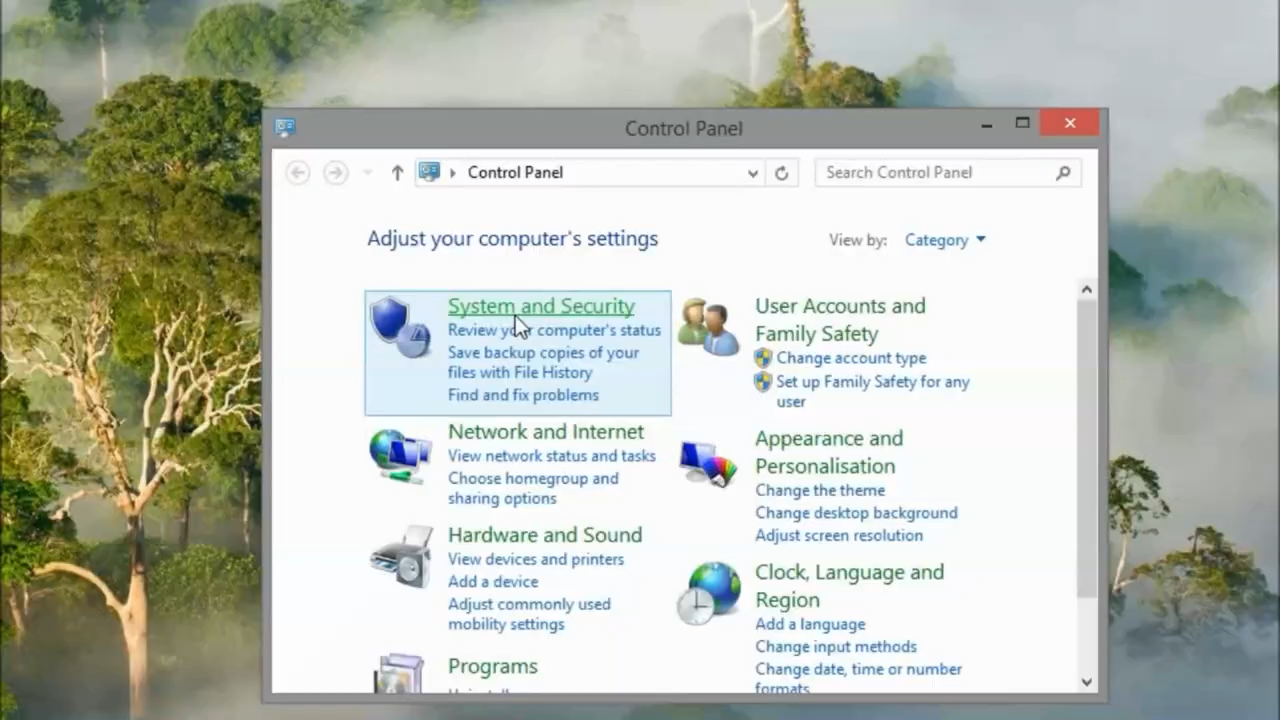 Control Panel
Control Panel
Search Control Panel
Adjust your computer's settings
View by: Category
System and Security
Review your computer's status
Save backup copies of your
files with File History
Find and fix problems
Network and Internet
View network status and tasks
Choose homegroup and
sharing options
Hardware and Sound
View devices and printers
Add a device
Adjust commonly used
mobility settings
Programs
User Accounts and
Family Safety
Change account type
Set up Family Safety for any
user
Appearance and
Personalisation
Change the theme
Change desktop background
Adjust screen resolution
Clock, Language and
Region
Add a language
Change input methods
Change date, time or number
formats